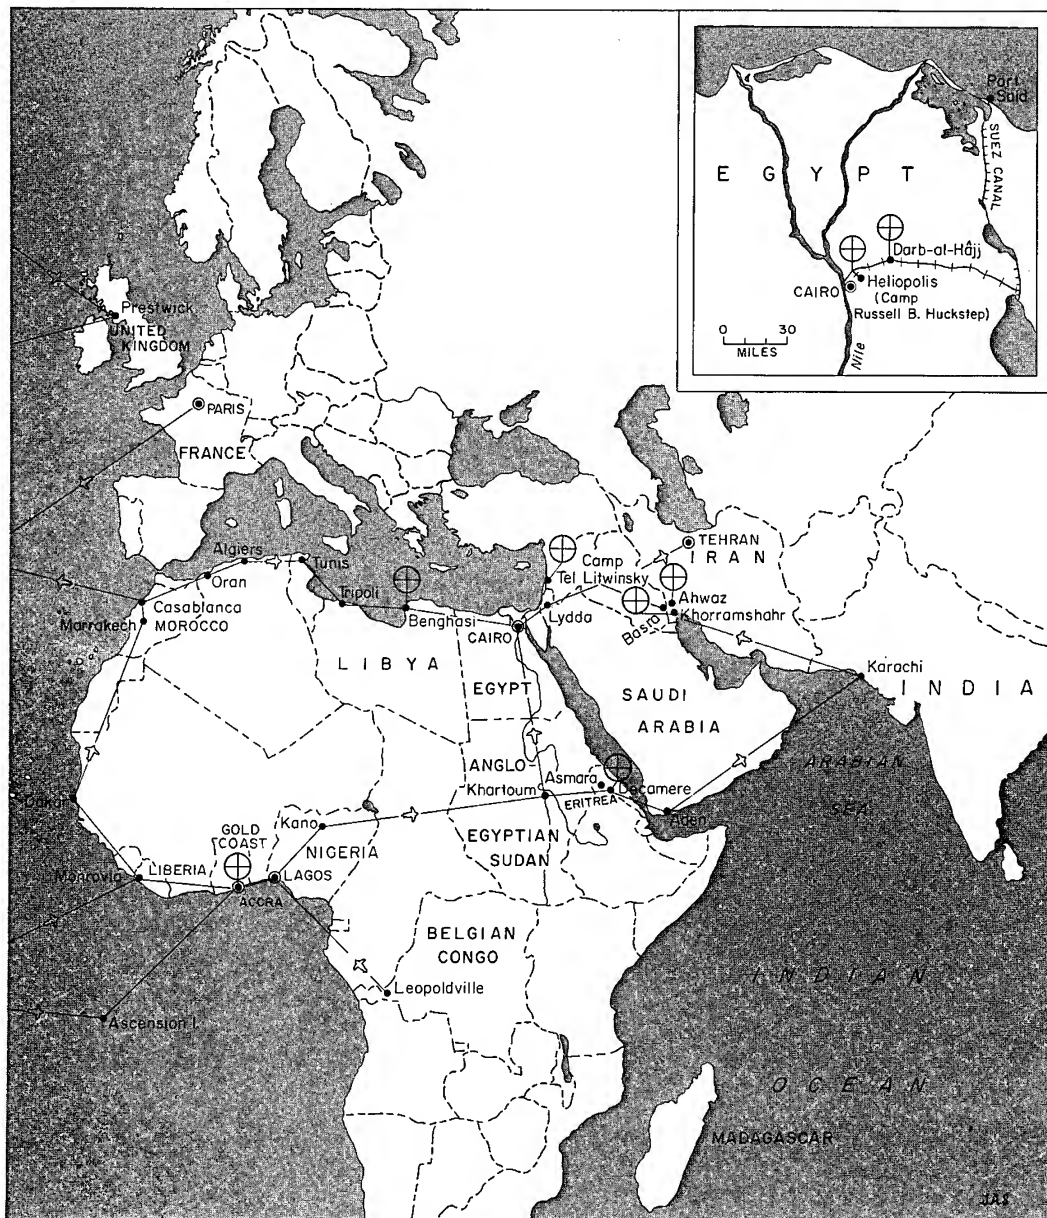 Port
Said
SUEZ CANAL
EGYPT
Darb-al-Hâjj
Heliopolis
CAIRO
(Camp
Russell B. Huckstep)
0 30
MILES
Nile
Prestwick
UNITED
KINGDOM
PARIS
FRANCE
TEHRAN
IRAN
Algiers
Tunis
Camp
Tel Litwinsky
Oran
Tripoli
Ahwaz
Casablanca
Khorramshahr
Benghasi
Lydda
Basra
Marrakech
MOROCCO
CAIRO
LIBYA
Karachi
EGYPT
SAUDI
ARABIA
INDIA
ARABIAN
SEA
ANGLO
Asmara
Khartoum
Decamere
ERITREA
Dakar
Aden
Kano
GOLD
COAST
NIGERIA
EGYPTIAN
SUDAN
LIBERIA
Monrovia
LAGOS
ACCRA
BELGIAN
CONGO
INDIAN
Leopoldville
Ascension I.
OCEAN
MADAGASCAR
JAS